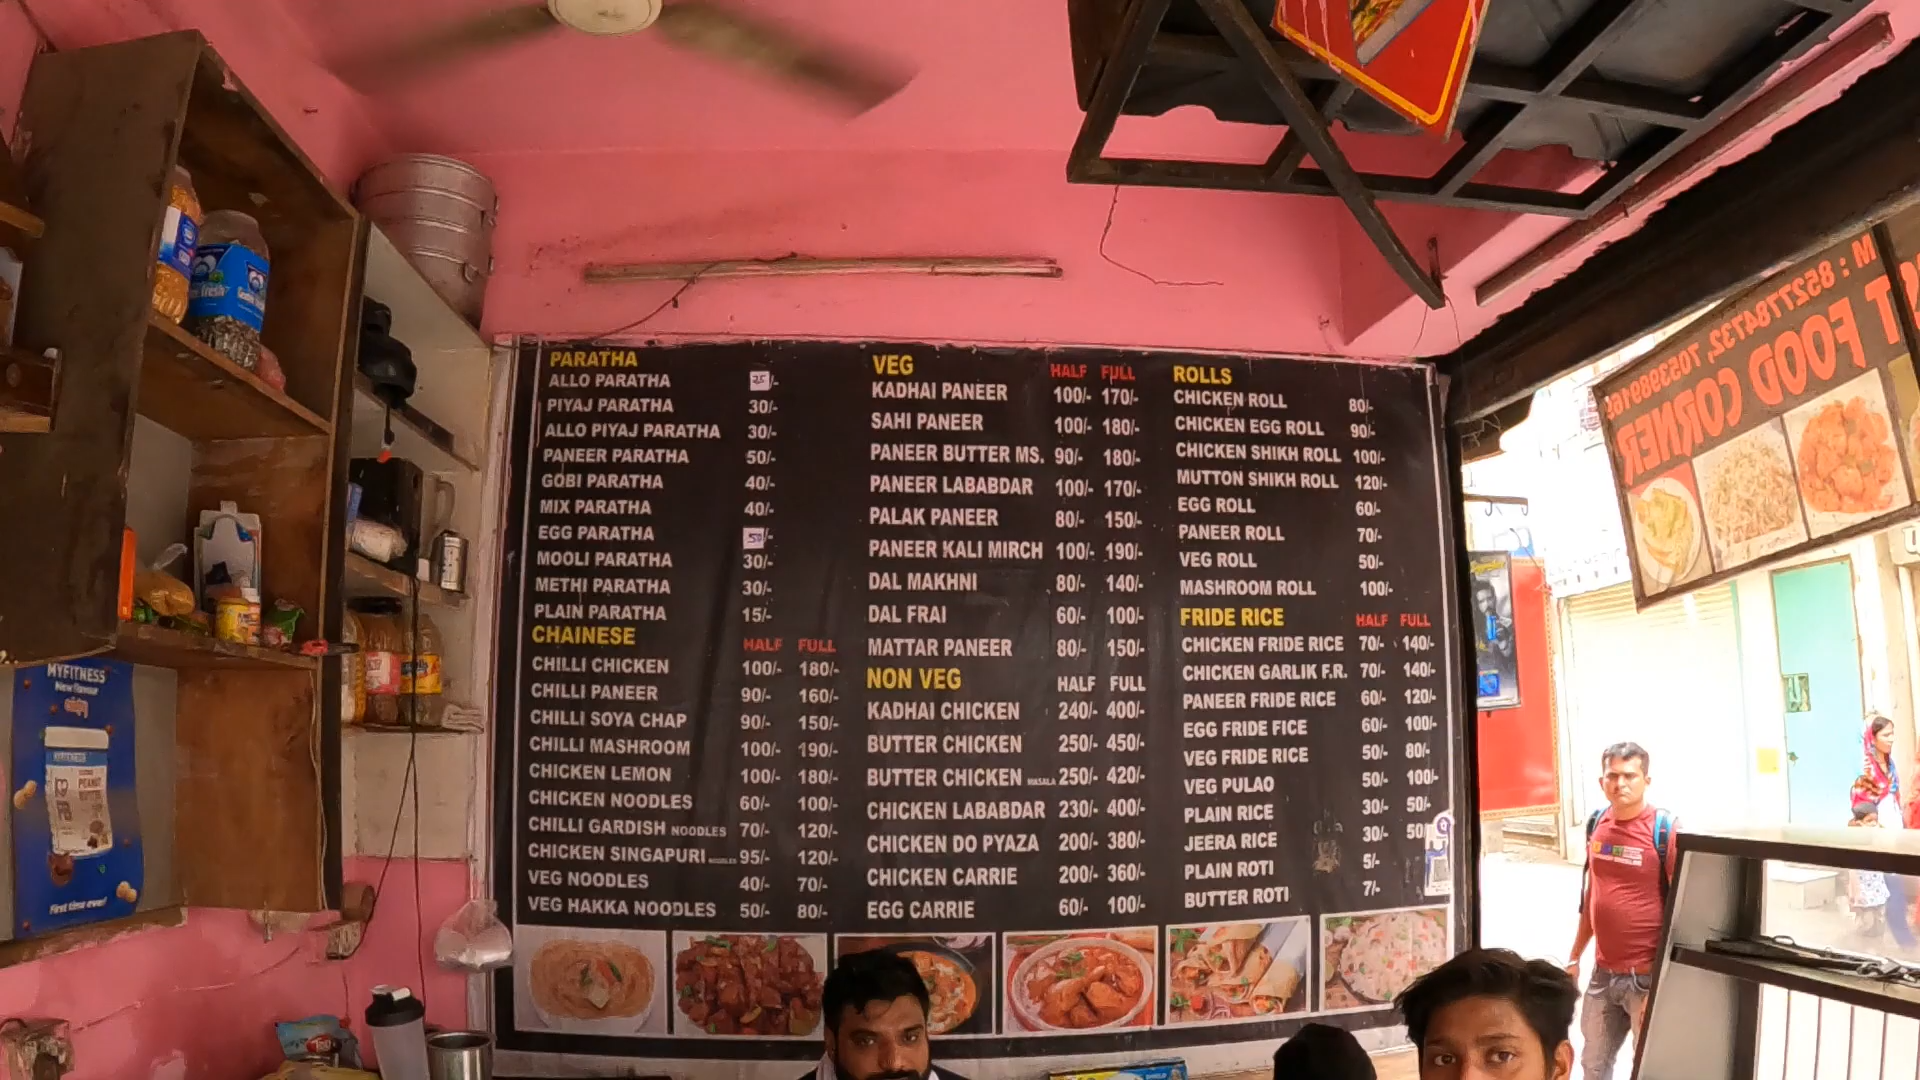 PARATHA
ALLO PARATHA 25/-
PIYAJ PARATHA 30/-
ALLO PIYAJ PARATHA 30/-
PANEER PARATHA 50/-
GOBI PARATHA 40/-
MIX PARATHA 40/-
EGG PARATHA 50/-
MOOLI PARATHA 30/-
METHI PARATHA 30/-
PLAIN PARATHA 15/-
CHAINESE HALF FULL
CHILLI CHICKEN 100/- 180/-
CHILLI PANEER 90/- 160/-
CHILLI SOYA CHAP 90/- 150/-
CHILLI MASHROOM 100/- 190/-
CHICKEN LEMON 100/- 180/-
CHICKEN NOODLES 60/- 100/-
CHILLI GARDISH NOODLES 70/- 120/-
CHICKEN SINGAPURI NOODLES 95/- 120/-
VEG NOODLES 40/- 70/-
VEG HAKKA NOODLES 50/- 80/-
VEG HALF FULL
KADHAI PANEER 100/- 170/-
SAHI PANEER 100/- 180/-
PANEER BUTTER MS. 90/- 180/-
PANEER LABABDAR 100/- 170/-
PALAK PANEER 80/- 150/-
PANEER KALI MIRCH 100/- 190/-
DAL MAKHNI 80/- 140/-
DAL FRAI 60/- 100/-
MATTAR PANEER 80/- 150/-
NON VEG HALF FULL
KADHAI CHICKEN 240/- 400/-
BUTTER CHICKEN 250/- 450/-
BUTTER CHICKEN MASALA 250/- 420/-
CHICKEN LABABDAR 230/- 400/-
CHICKEN DO PYAZA 200/- 380/-
CHICKEN CARRIE 200/- 360/-
EGG CARRIE 60/- 100/-
ROLLS
CHICKEN ROLL 80/-
CHICKEN EGG ROLL 90/-
CHICKEN SHIKH ROLL 100/-
MUTTON SHIKH ROLL 120/-
EGG ROLL 60/-
PANEER ROLL 70/-
VEG ROLL 50/-
MASHROOM ROLL 100/-
FRIDE RICE HALF FULL
CHICKEN FRIDE RICE 70/- 140/-
CHICKEN GARLIK F.R. 70/- 140/-
PANEER FRIDE RICE 60/- 120/-
EGG FRIDE FICE 60/- 100/-
VEG FRIDE RICE 50/- 80/-
VEG PULAO 50/- 100/-
PLAIN RICE 30/- 50/-
JEERA RICE 30/- 50/
PLAIN ROTI 5/-
BUTTER ROTI 7/-
M : 8527784732, 7053989169
T FOOD CORNER
MYFITNESS
New flavour
PEANUT
First time ever!